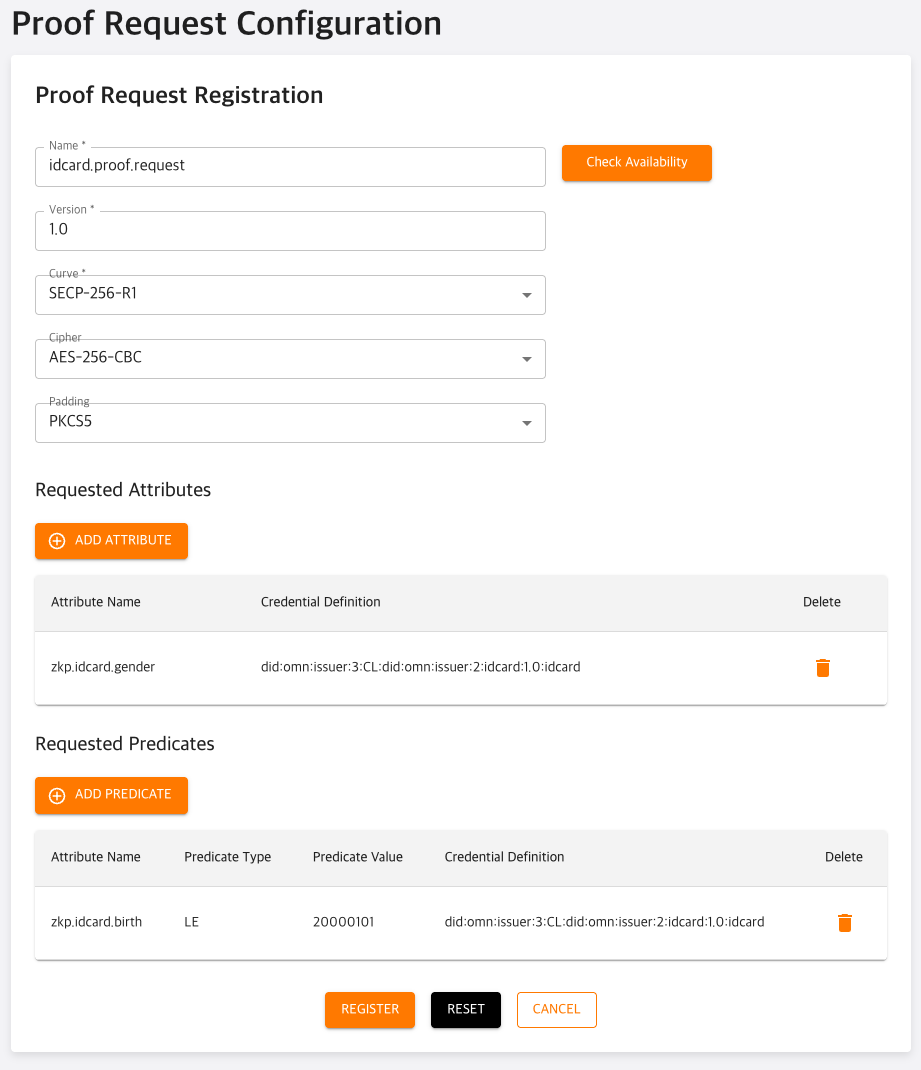 Proof Request Configuration
Proof Request Registration
Name *
idcard.proof.request
Check Availability
Version *
1.0
Curve *
SECP-256-R1
Cipher
AES-256-CBC
Padding
PKCS5
Requested Attributes
ADD ATTRIBUTE
Attribute Name Credential Definition Delete
zkp.idcard.gender did:omn:issuer:3:CL:did:omn:issuer:2:idcard:1.0:idcard
Requested Predicates
ADD PREDICATE
Attribute Name Predicate Type Predicate Value Credential Definition Delete
zkp.idcard.birth LE 20000101 did:omn:issuer:3:CL:did:omn:issuer:2:idcard:1.0:idcard
REGISTER RESET CANCEL